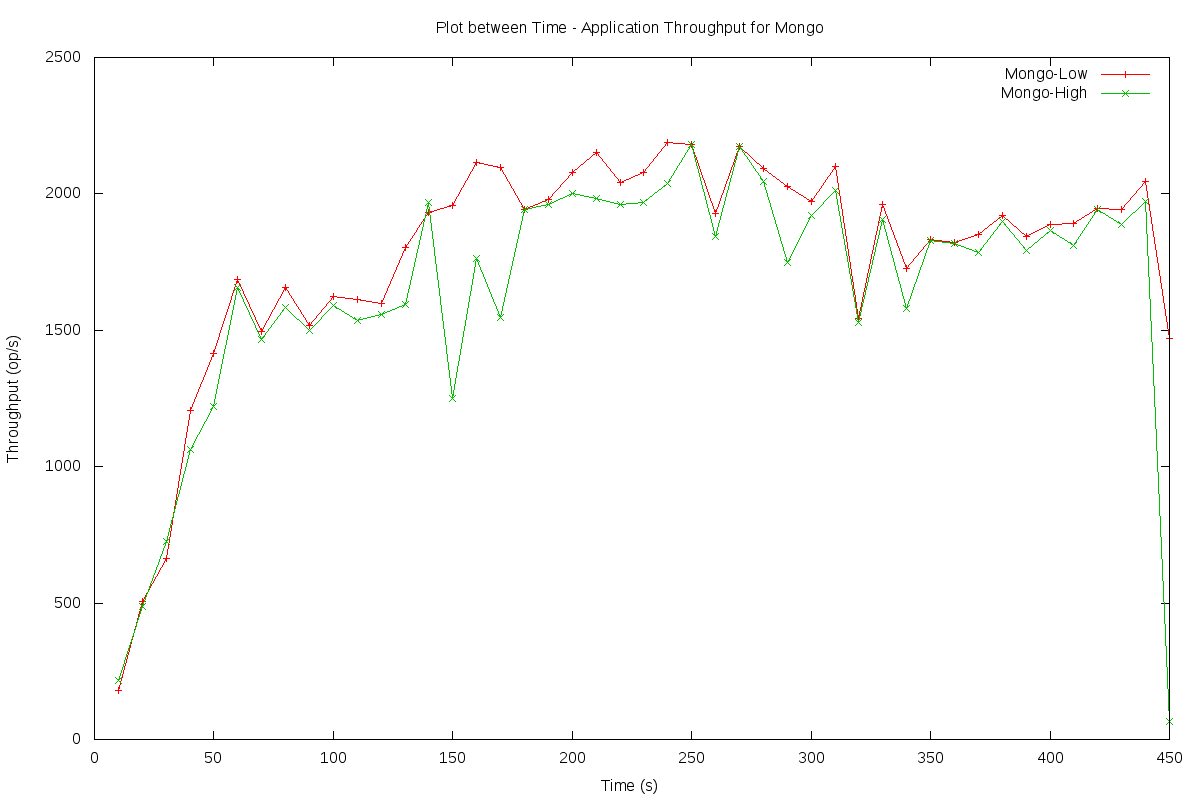 Plot between Time - Application Throughput for Mongo
2500
2000
1500
1000
500
0
Throughput (op/s)
Mongo-Low
Mongo-High
0 50 100 150 200 250 300 350 400 450
Time (s)